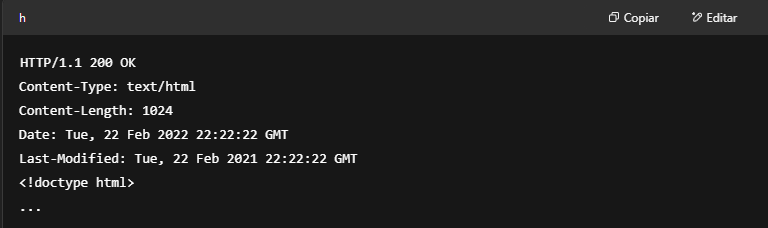 h
Copiar
Editar
HTTP/1.1 200 OK
Content-Type: text/html
Content-Length: 1024
Date: Tue, 22 Feb 2022 22:22:22 GMT
Last-Modified: Tue, 22 Feb 2021 22:22:22 GMT
<!doctype html>
...